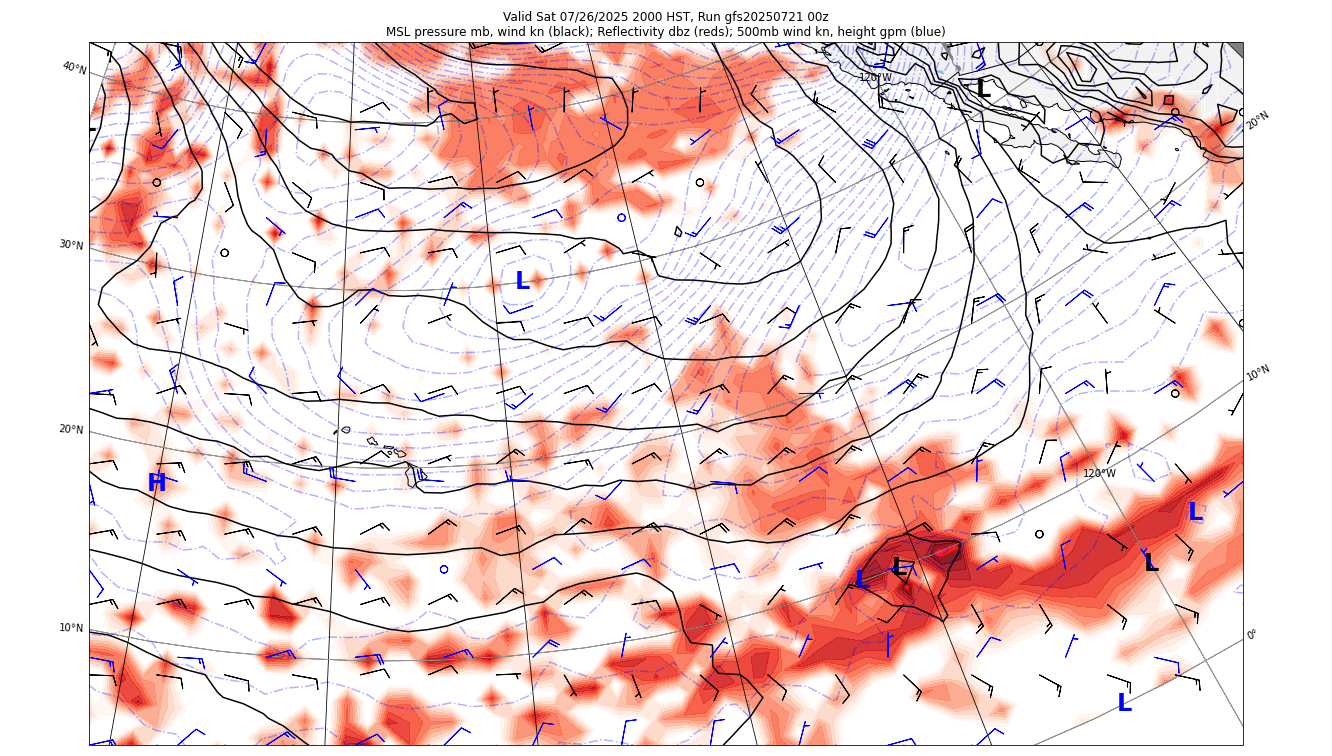 Valid Sat 07/26/2025 2000 HST, Run gfs20250721 00z
MSL pressure mb, wind kn (black); Reflectivity dbz (reds); 500mb wind kn, height gpm (blue)
40°N
120°W
L
20°N
30°N
L
10°N
20°N
H
120°W
L
L
L
L
10°N
0°
L